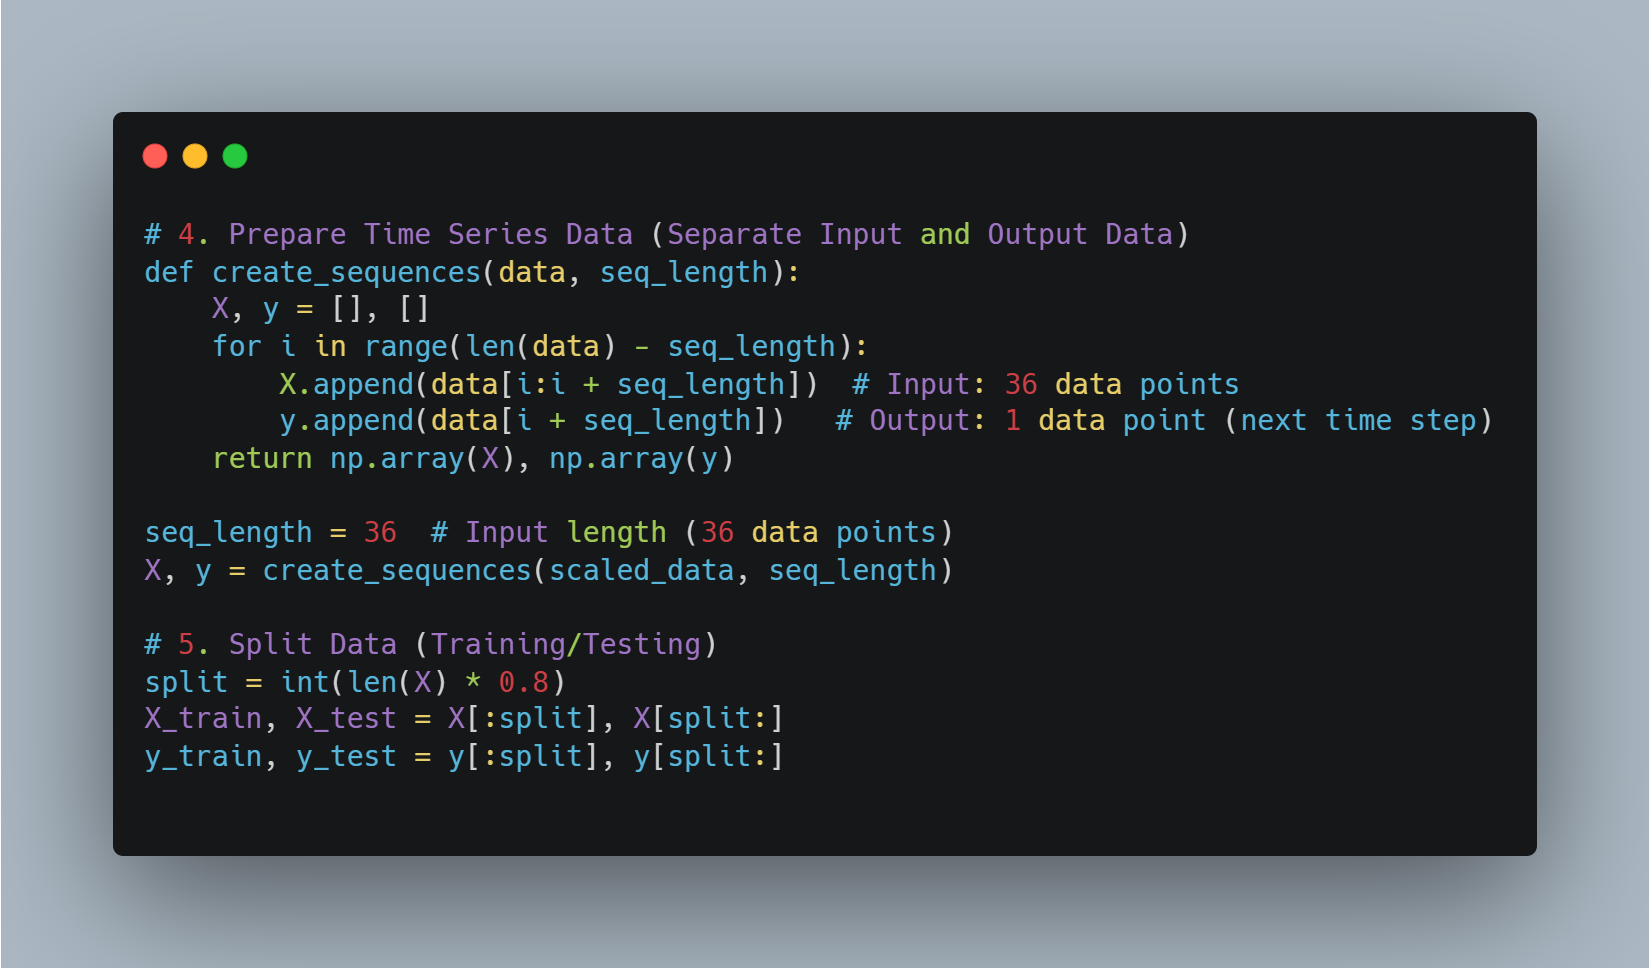 # 4. Prepare Time Series Data (Separate Input and Output Data)
def create_sequences(data, seq_length):
    X, y = [], []
    for i in range(len(data) - seq_length):
        X.append(data[i:i + seq_length])  # Input: 36 data points
        y.append(data[i + seq_length])   # Output: 1 data point (next time step)
    return np.array(X), np.array(y)

seq_length = 36  # Input length (36 data points)
X, y = create_sequences(scaled_data, seq_length)

# 5. Split Data (Training/Testing)
split = int(len(X) * 0.8)
X_train, X_test = X[:split], X[split:]
y_train, y_test = y[:split], y[split:]